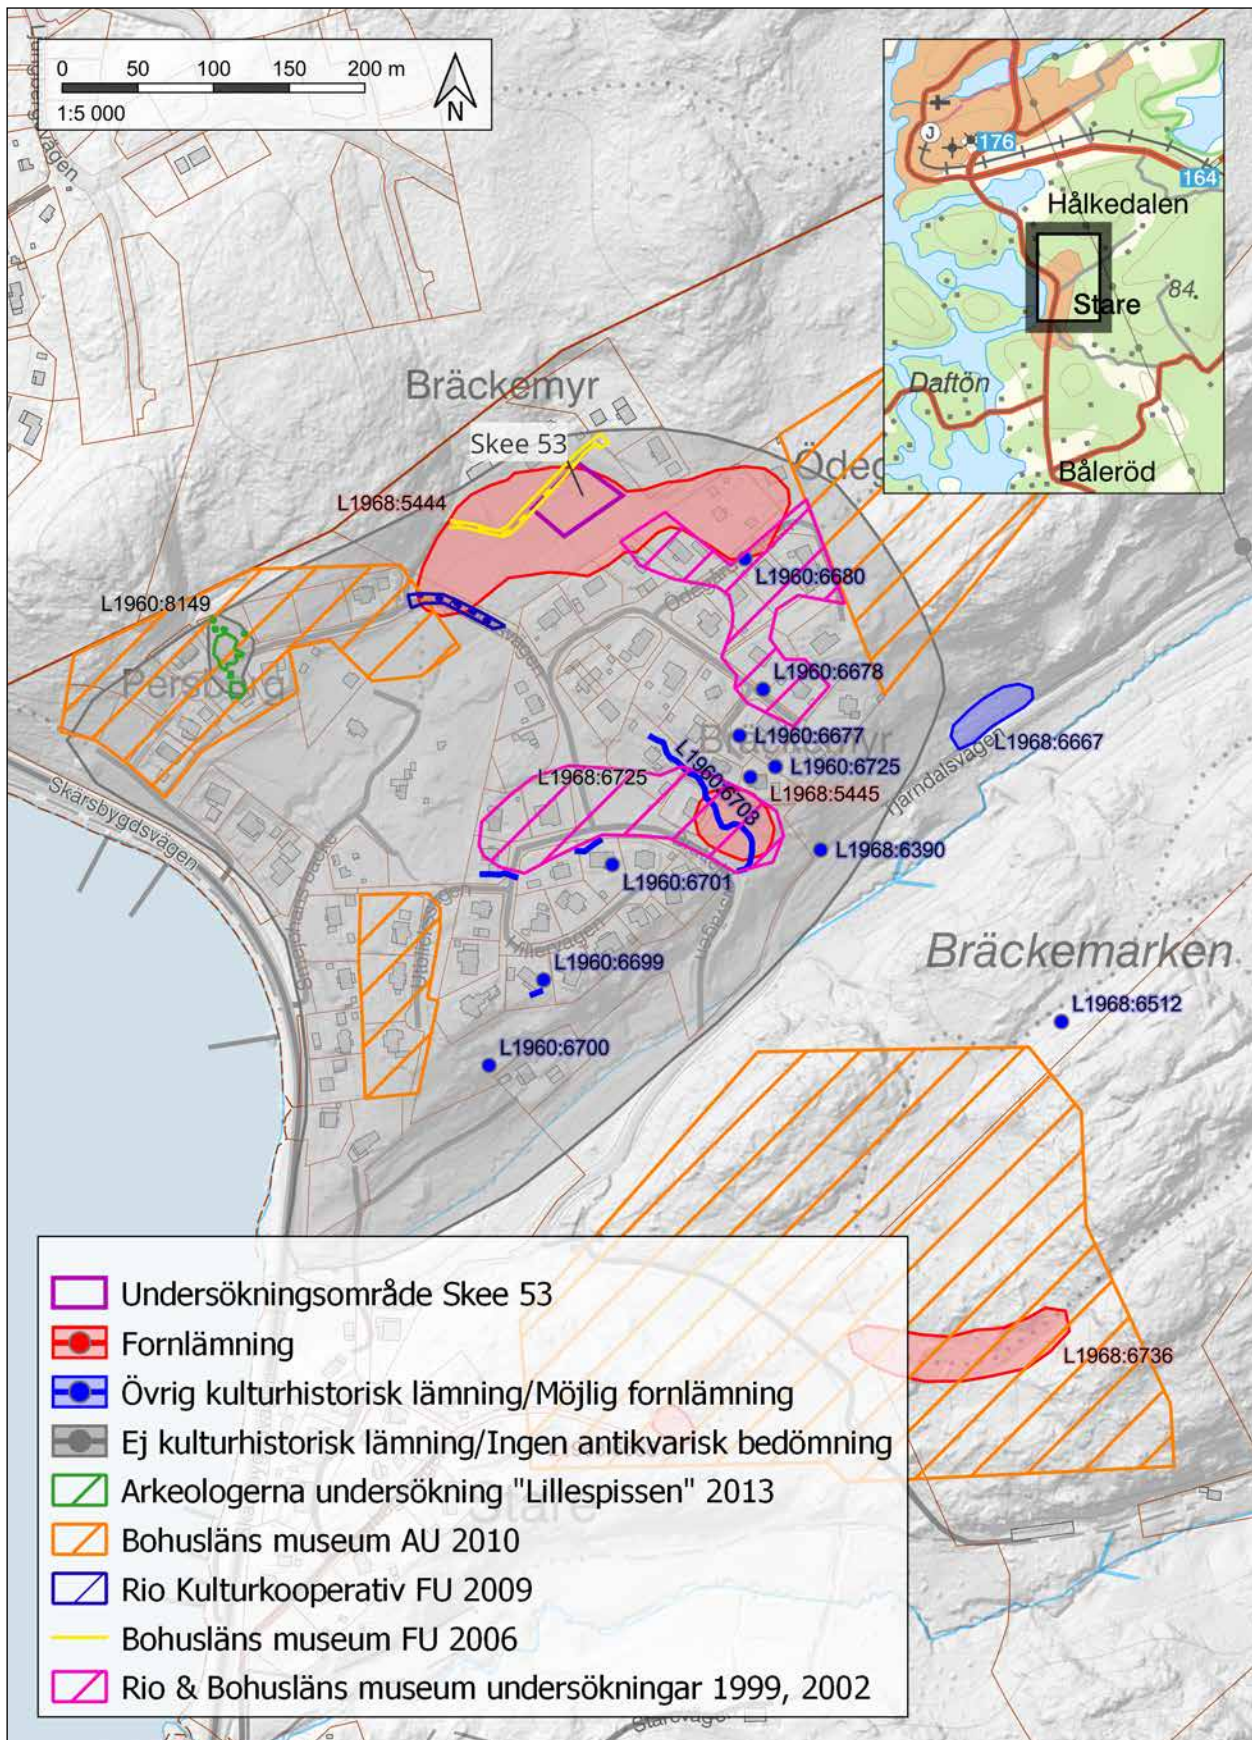 0 50 100 150 200 m
1:5 000
N
J
176
164
Hålkedalen
Stare
84
Daftön
Båleröd
Bräckemyr
Skee 53
L1968:5444
L1960:6680
L1960:8149
Persborg
L1960:6678
L1960:6677
Bräckemyr
L1960:6725
L1968:6667
L1968:6725
L1960:6703
L1968:5445
Tjärndalsvägen
Skärsbygdsvägen
L1968:6390
L1960:6701
Hillervägen
Bräckemarken
L1960:6699
L1968:6512
L1960:6700
L1968:6736
Undersökningsområde Skee 53
Fornlämning
Övrig kulturhistorisk lämning/Möjlig fornlämning
Ej kulturhistorisk lämning/Ingen antikvarisk bedömning
Arkeologerna undersökning "Lillespissen" 2013
Bohusläns museum AU 2010
Rio Kulturkooperativ FU 2009
Bohusläns museum FU 2006
Rio & Bohusläns museum undersökningar 1999, 2002
Stare